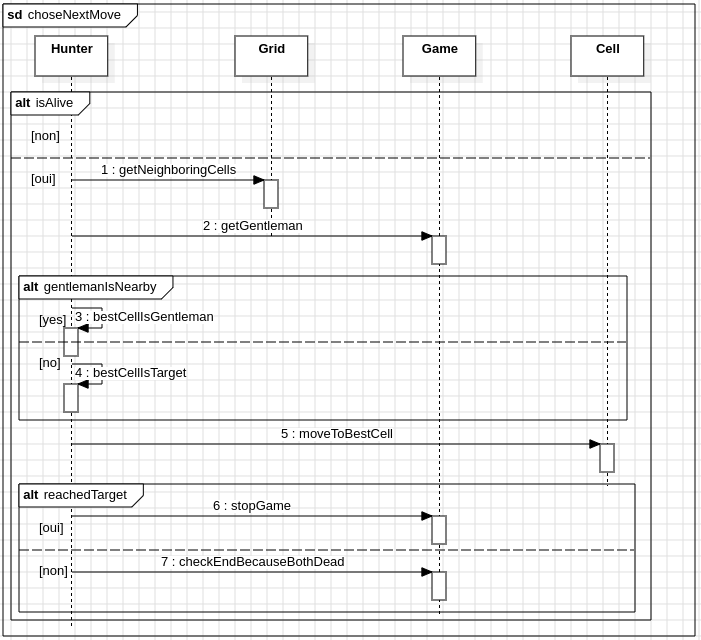 sd choseNextMove
Hunter
Grid
Game
Cell
alt isAlive
[non]
[oui]
1 : getNeighboringCells
2 : getGentleman
alt gentlemanIsNearby
[yes]
3 : bestCellIsGentleman
[no]
4 : bestCellIsTarget
5 : moveToBestCell
alt reachedTarget
6 : stopGame
[oui]
7 : checkEndBecauseBothDead
[non]